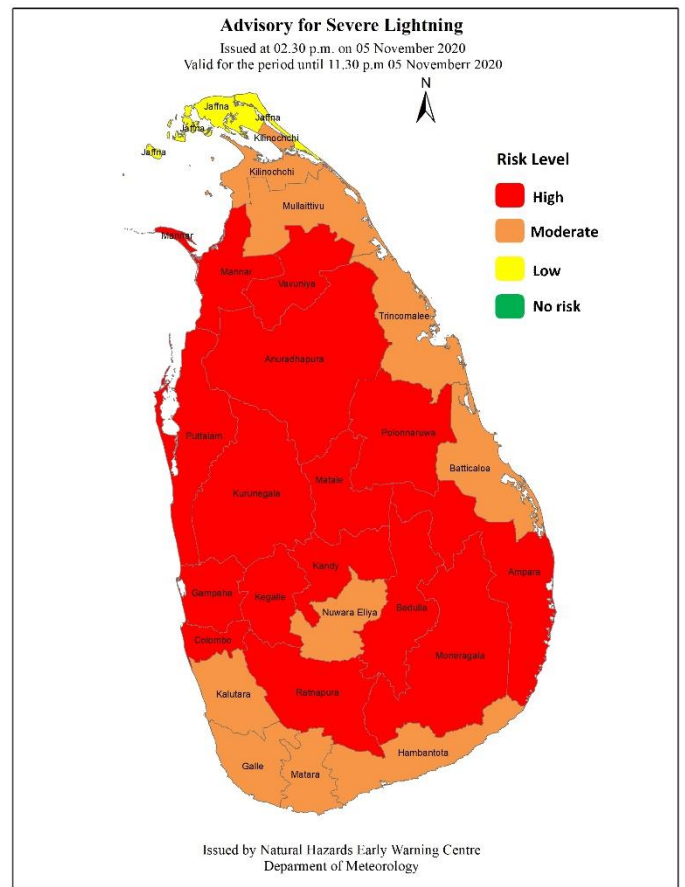 Advisory for Severe Lightning
Issued at 02.30 p.m. on 05 November 2020
Valid for the period until 11.30 p.m 05 Novemberr 2020
N
Jaffna
Jaffna
Jaffna
Jaffna
Kilinochchi
Kilinochchi
Mullaittivu
Risk Level
High
Moderate
Low
No risk
Mannar
Mannar
Vavuniya
Trincomalee
Anuradhapura
Puttalam
Polonnaruwa
Batticaloa
Kurunegala
Matale
Kandy
Ampara
Gampaha
Kegalle
Nuwara Eliya
Badulla
Colombo
Moneragala
Kalutara
Ratnapura
Hambantota
Galle
Matara
Issued by Natural Hazards Early Warning Centre
Deparment of Meteorology